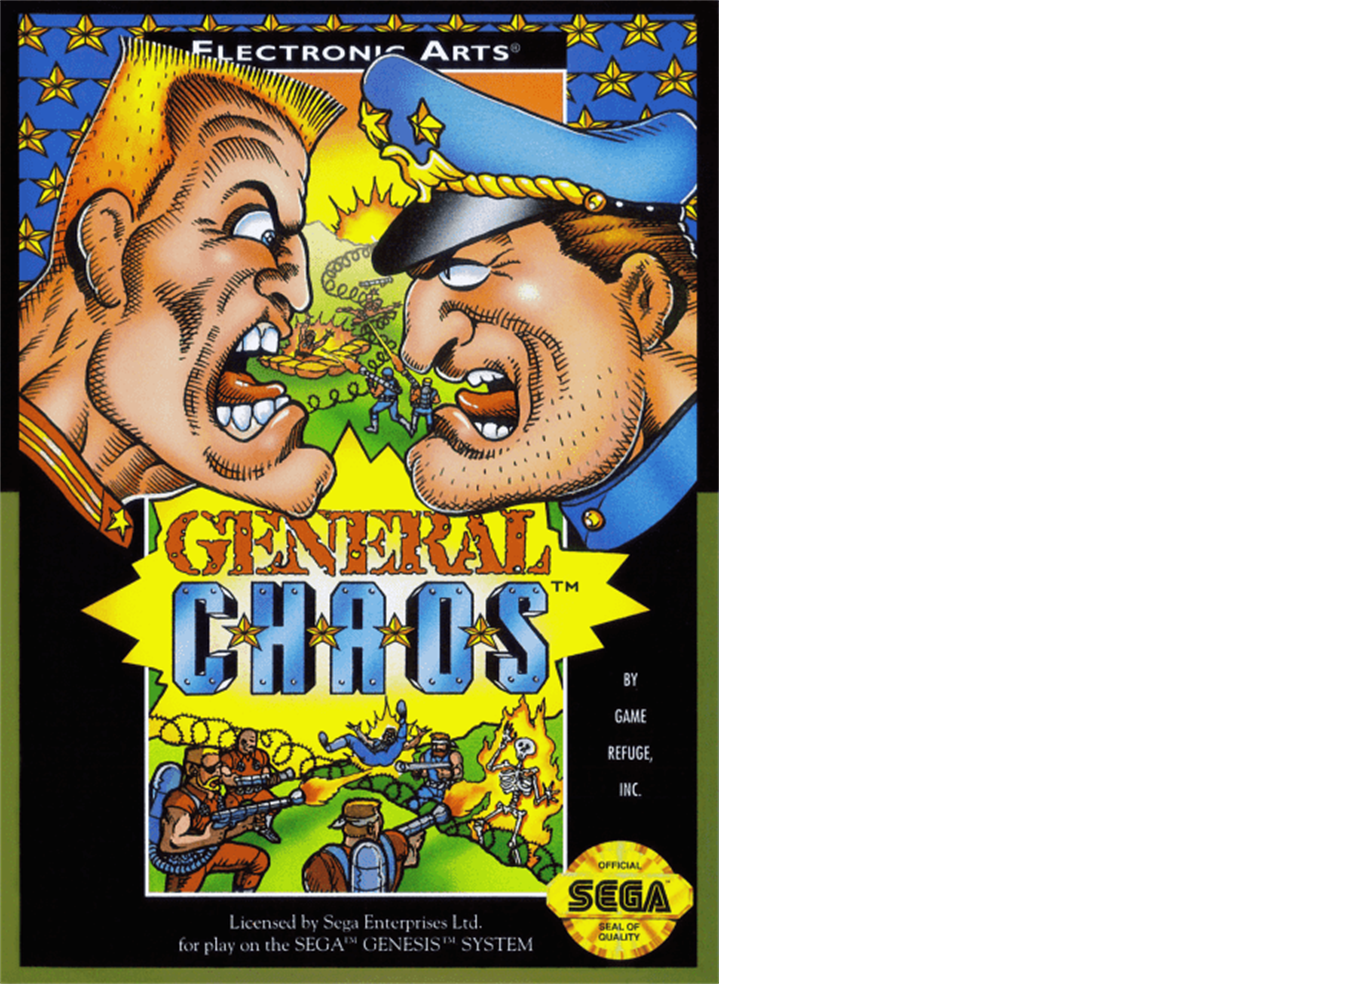 ELECTRONIC ARTS®
GENERAL
CHAOS™
BY
GAME
REFUGE,
INC.
OFFICIAL
SEGA™
SEAL OF
QUALITY
Licensed by Sega Enterprises Ltd.
for play on the SEGA™ GENESIS™ SYSTEM